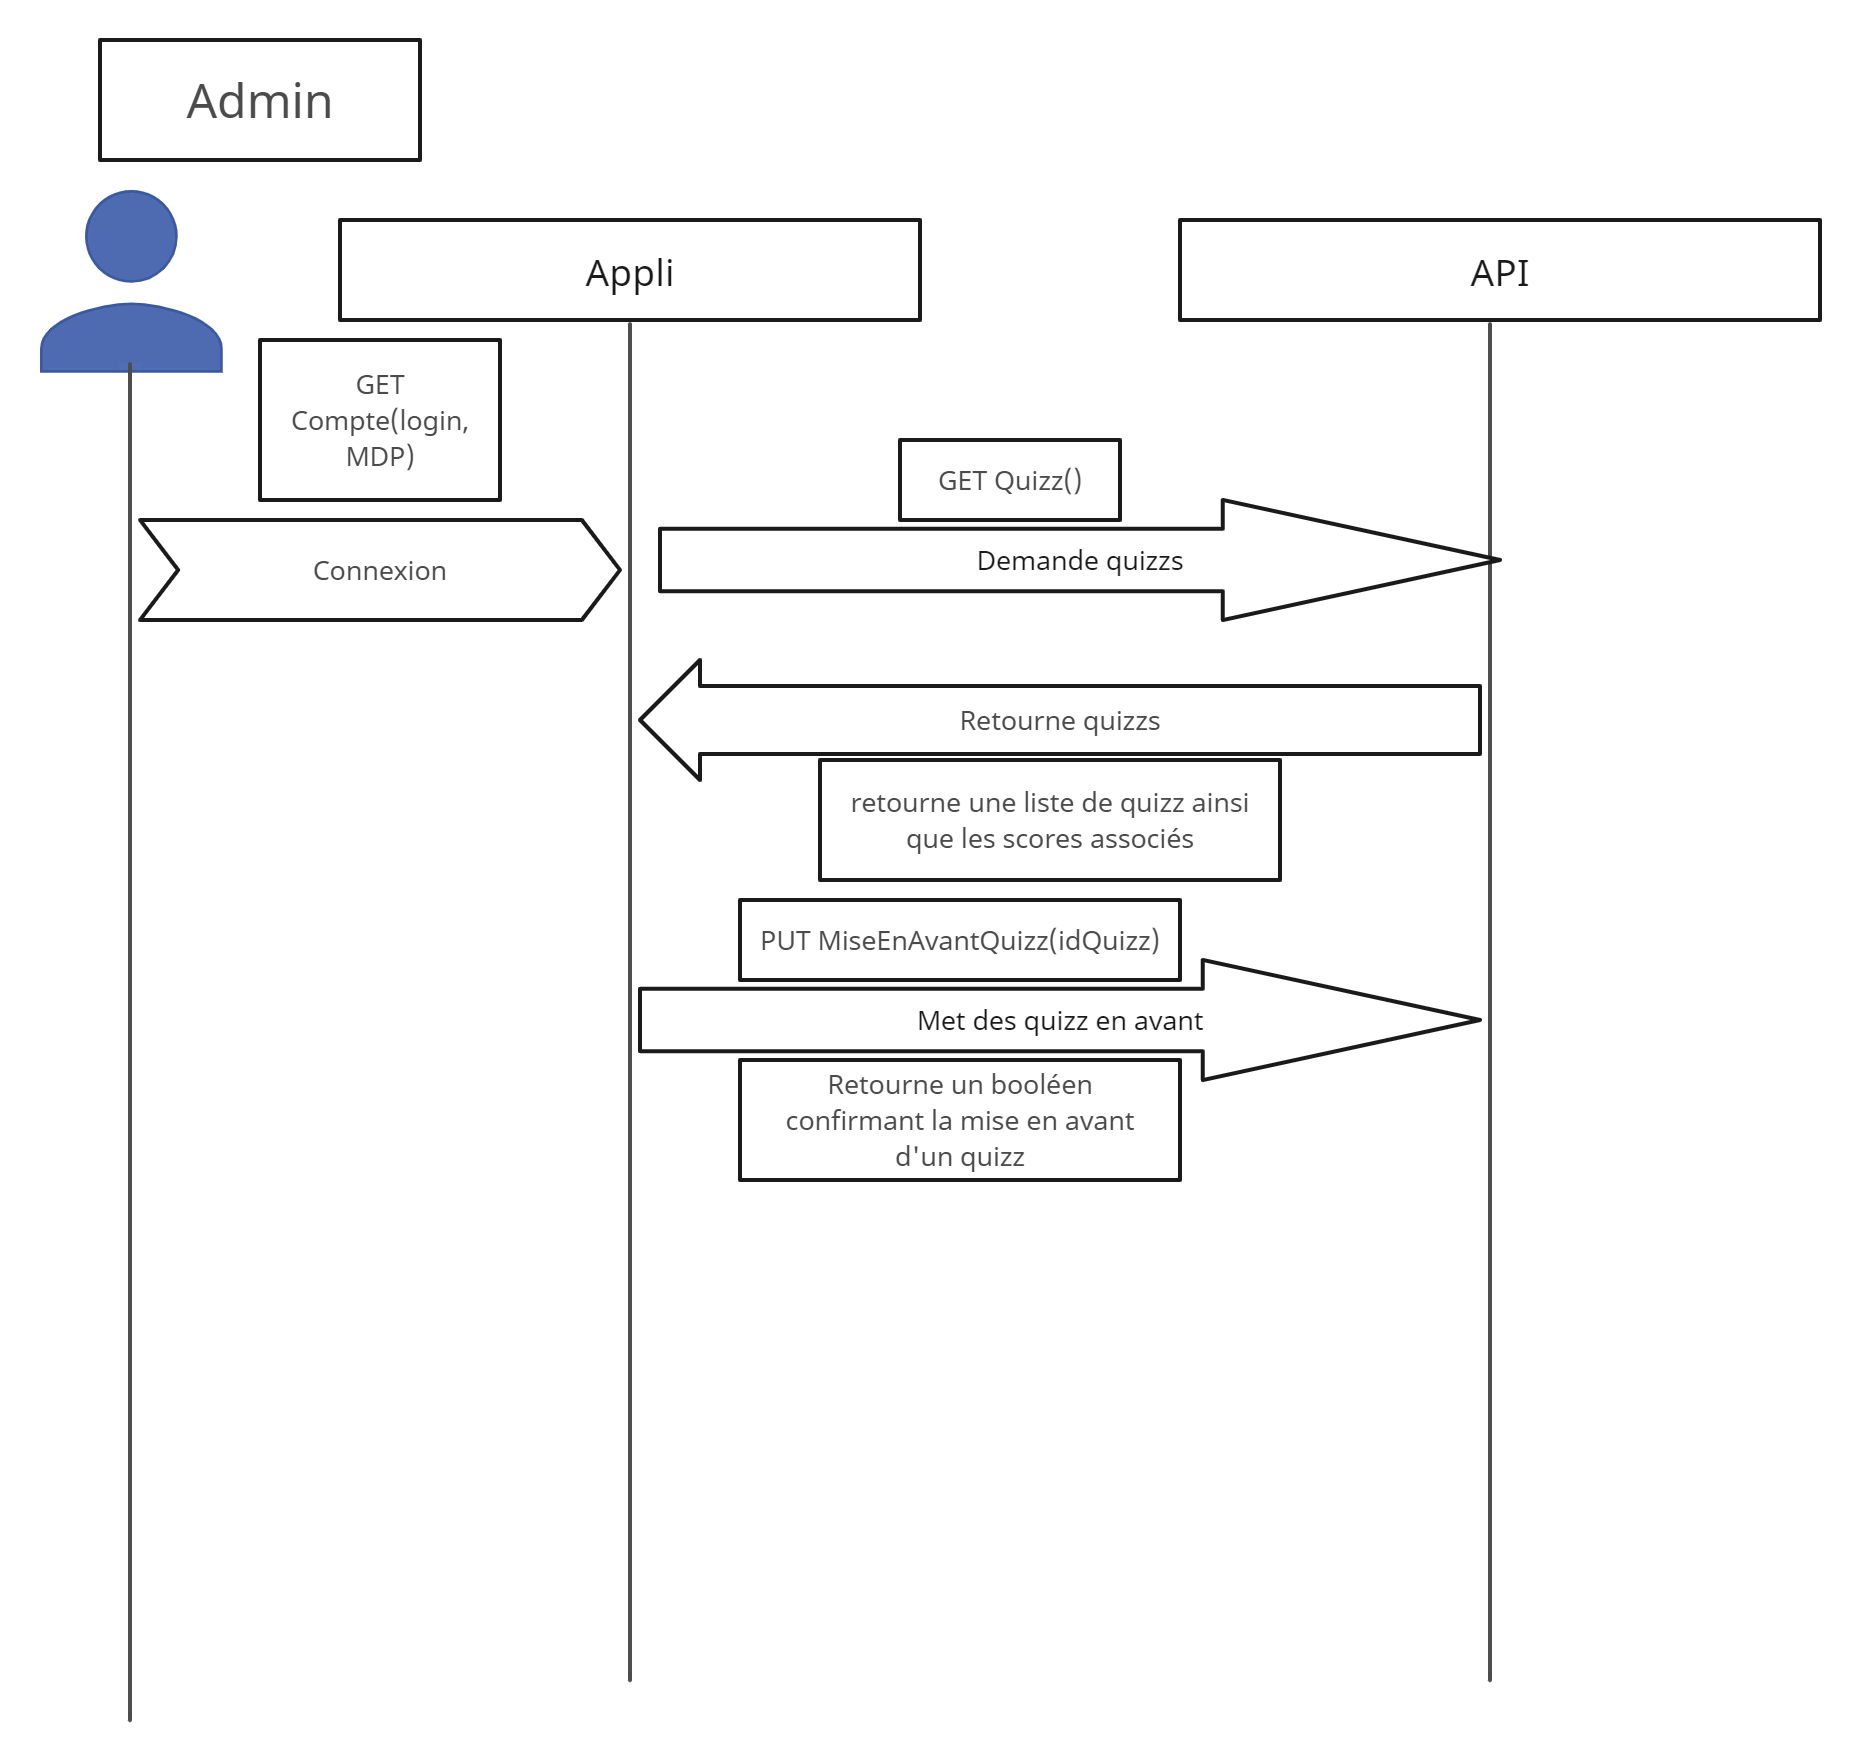 Admin
Appli
API
GET
Compte(login,
MDP)
GET Quizz()
Connexion
Demande quizzs
Retourne quizzs
retourne une liste de quizz ainsi
que les scores associés
PUT MiseEnAvantQuizz(idQuizz)
Met des quizz en avant
Retourne un booléen
confirmant la mise en avant
d'un quizz